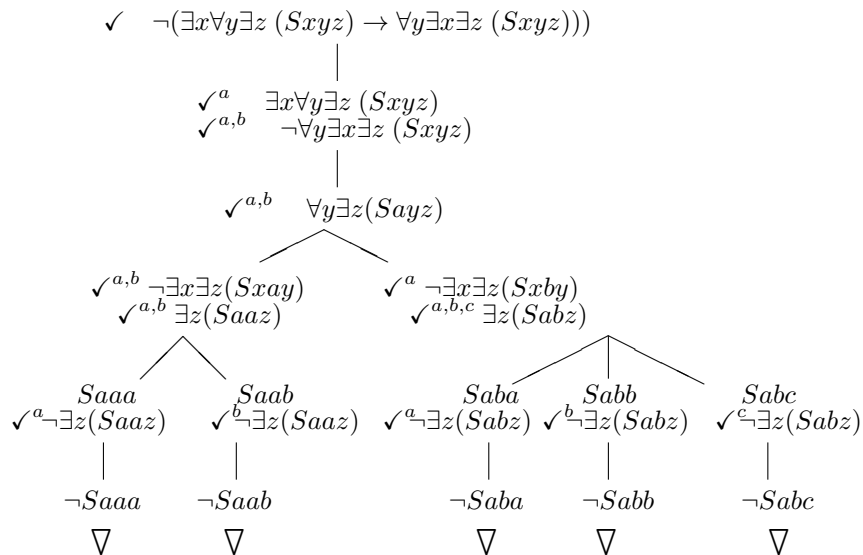 ✓ ¬(∃x∀y∃z (Sxyz) → ∀y∃x∃z (Sxyz)))
✓^a ∃x∀y∃z (Sxyz)
✓^{a,b} ¬∀y∃x∃z (Sxyz)
✓^{a,b} ∀y∃z(Sayz)
✓^{a,b} ¬∃x∃z(Sxay) ✓^a ¬∃x∃z(Sxby)
✓^{a,b} ∃z(Saaz) ✓^{a,b,c} ∃z(Sabz)
Saaa Saab Saba Sabb Sabc
✓^a ¬∃z(Saaz) ✓^b ¬∃z(Saaz) ✓^a ¬∃z(Sabz) ✓^b ¬∃z(Sabz) ✓^c ¬∃z(Sabz)
¬Saaa ¬Saab ¬Saba ¬Sabb ¬Sabc
▽ ▽ ▽ ▽ ▽